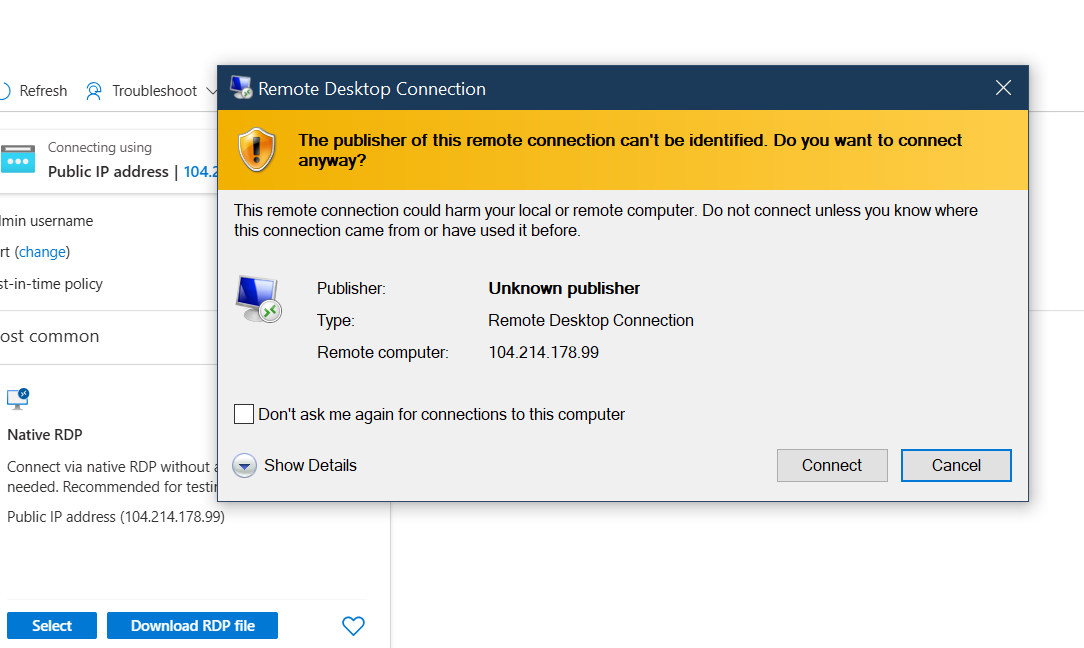 Refresh
Troubleshoot
Connecting using
Public IP address | 104.2
min username
rt (change)
st-in-time policy
ost common
Native RDP
Connect via native RDP without a
needed. Recommended for testin
Public IP address (104.214.178.99)
Select
Download RDP file
Remote Desktop Connection
The publisher of this remote connection can't be identified. Do you want to connect
anyway?
This remote connection could harm your local or remote computer. Do not connect unless you know where
this connection came from or have used it before.
Publisher:
Unknown publisher
Type:
Remote Desktop Connection
Remote computer:
104.214.178.99
Don't ask me again for connections to this computer
Show Details
Connect
Cancel